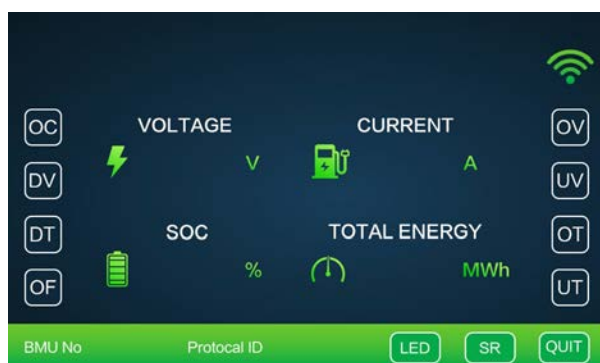 OC VOLTAGE CURRENT OV
V A
DV UV
DT SOC TOTAL ENERGY OT
% MWh
OF UT
BMU No Protocal ID LED SR QUIT